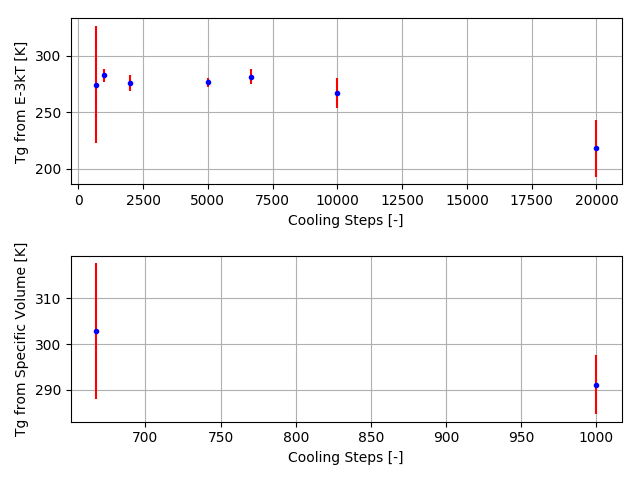 Tg from E-3kT [K]
300
250
200
0 2500 5000 7500 10000 12500 15000 17500 20000
Cooling Steps [-]
Tg from Specific Volume [K]
310
300
290
700 750 800 850 900 950 1000
Cooling Steps [-]